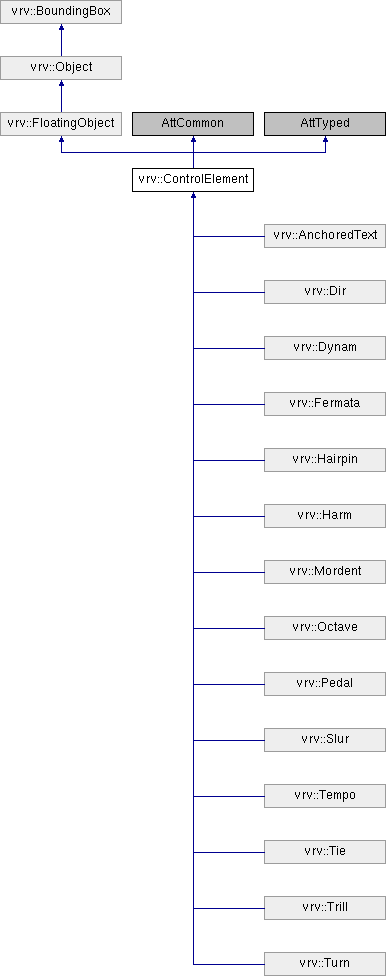 vrv::BoundingBox
vrv::Object
vrv::FloatingObject AttCommon AttTyped
vrv::ControlElement
vrv::AnchoredText
vrv::Dir
vrv::Dynam
vrv::Fermata
vrv::Hairpin
vrv::Harm
vrv::Mordent
vrv::Octave
vrv::Pedal
vrv::Slur
vrv::Tempo
vrv::Tie
vrv::Trill
vrv::Turn